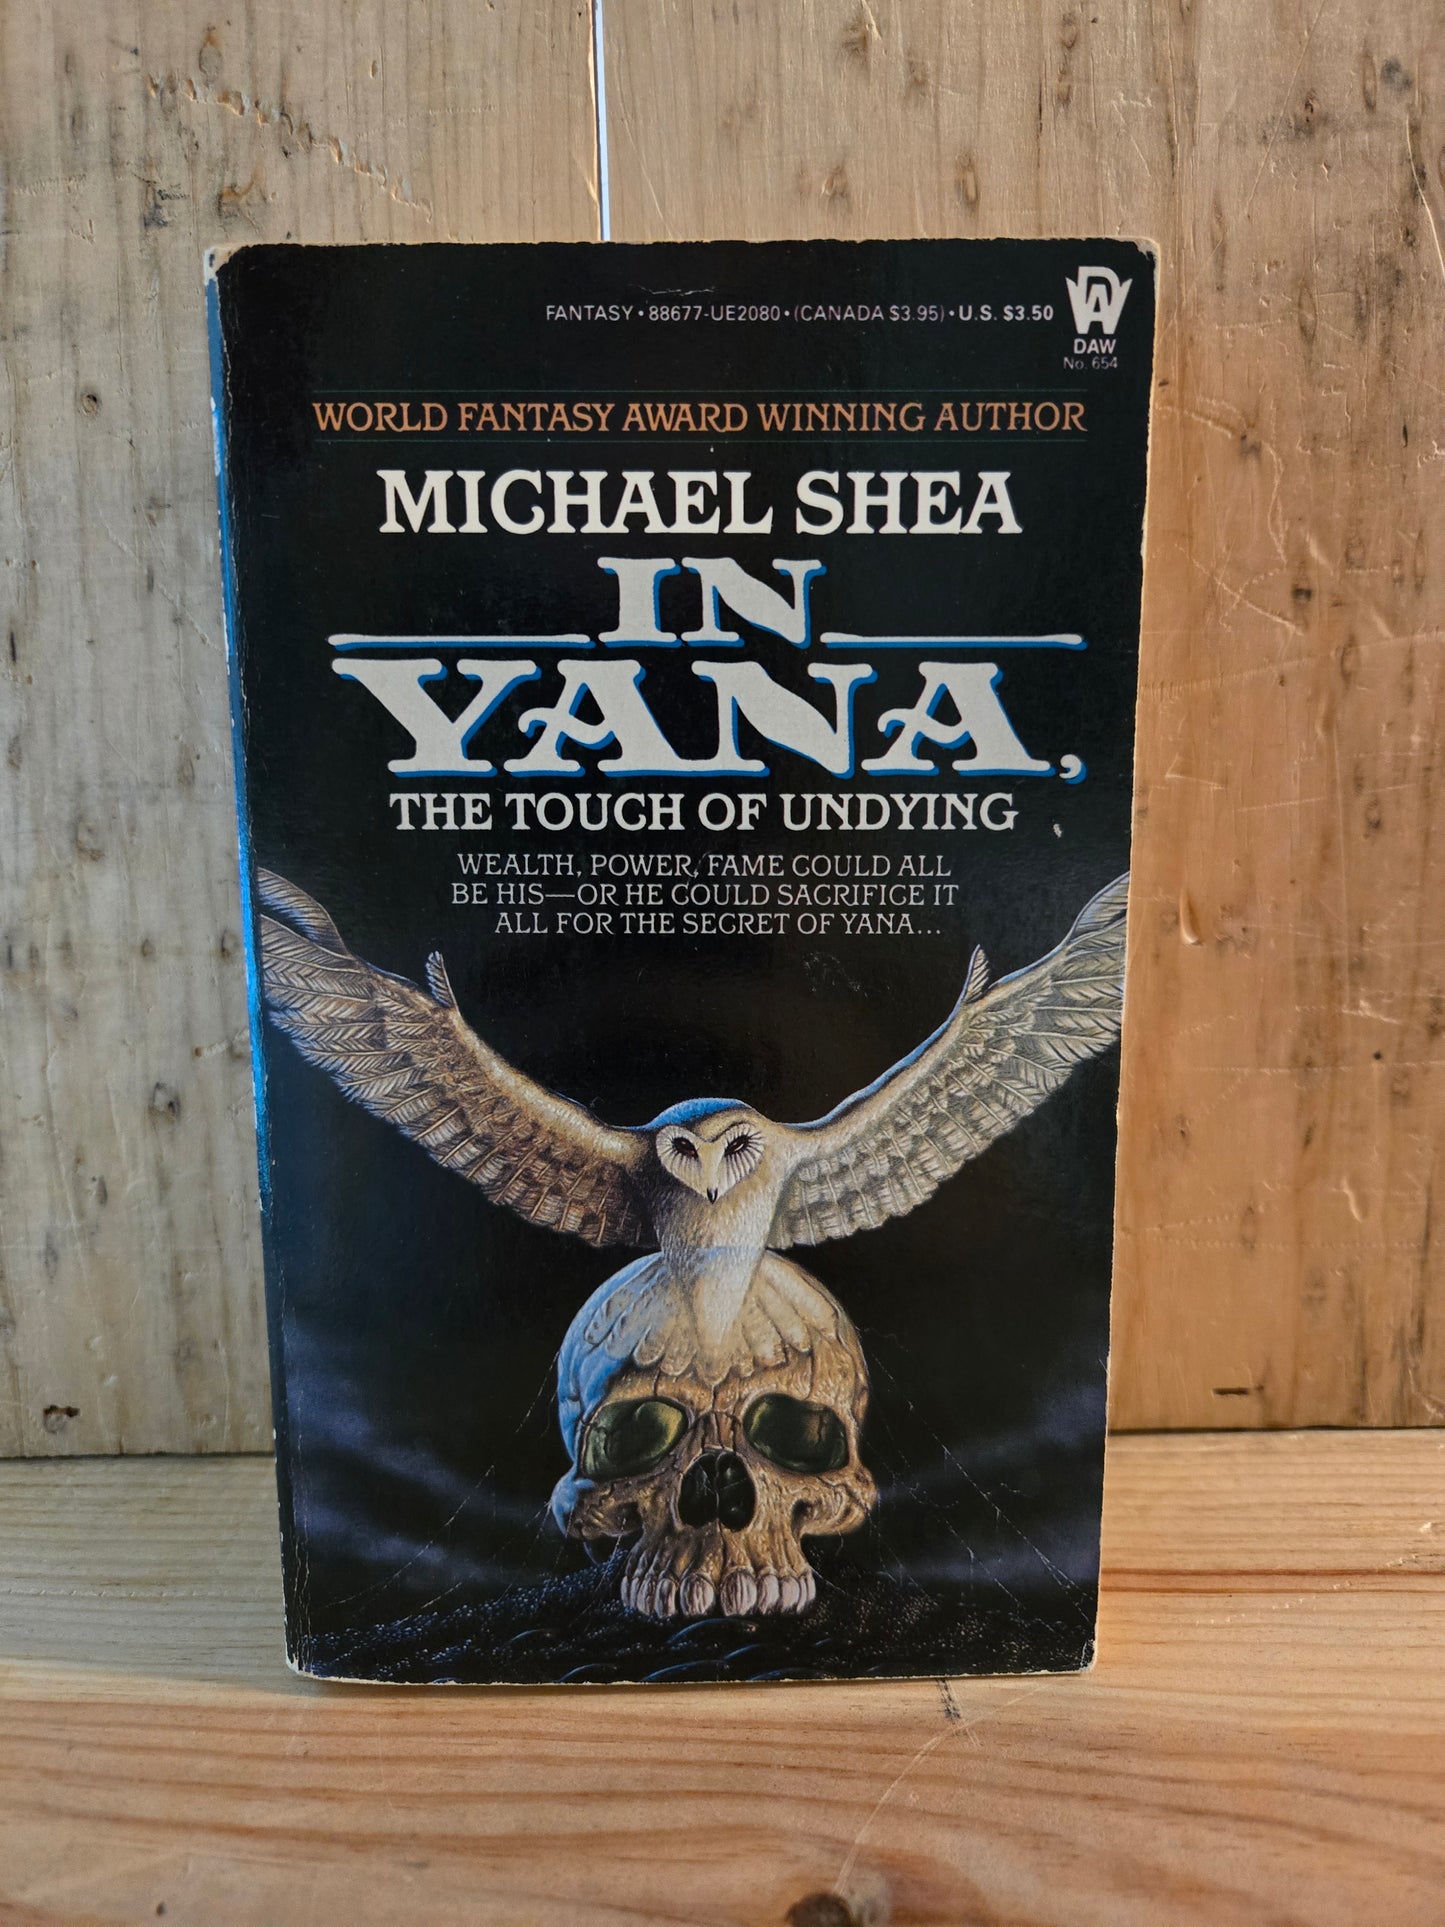 FANTASY • 88677-UE2080 • (CANADA $3.95) • U.S. $3.50
DAW
DAW
No. 654
WORLD FANTASY AWARD WINNING AUTHOR
MICHAEL SHEA
IN
YANA,
THE TOUCH OF UNDYING
WEALTH, POWER, FAME COULD ALL
BE HIS—OR HE COULD SACRIFICE IT
ALL FOR THE SECRET OF YANA...